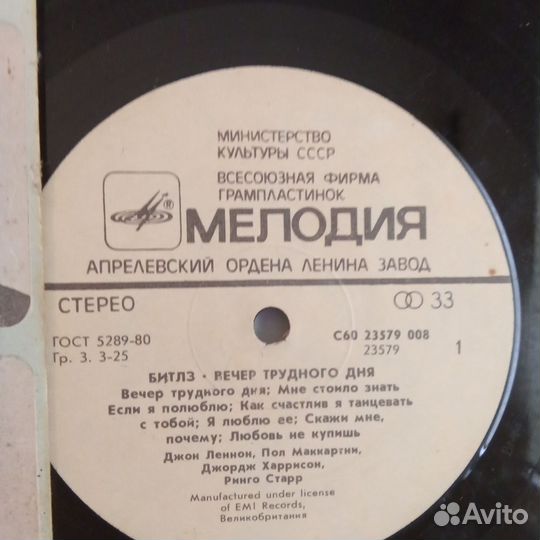 МИНИСТЕРСТВО
КУЛЬТУРЫ СССР
ВСЕСОЮЗНАЯ ФИРМА
ГРАМПЛАСТИНОК
®
МЕЛОДИЯ
АПРЕЛЕВСКИЙ ОРДЕНА ЛЕНИНА ЗАВОД
СТЕРЕО
33
ГОСТ 5289-80
С60 23579 008
Гр. 3. 3-25
23579
1
БИТЛЗ · ВЕЧЕР ТРУДНОГО ДНЯ
Вечер трудного дня; Мне стоило знать
Если я полюблю; Как счастлив я танцевать
с тобой; Я люблю ее; Скажи мне,
почему; Любовь не купишь
Джон Леннон, Пол Маккартни,
Джордж Харрисон,
Ринго Старр
Manufactured under license
of EMI Records,
Великобритания
Avito